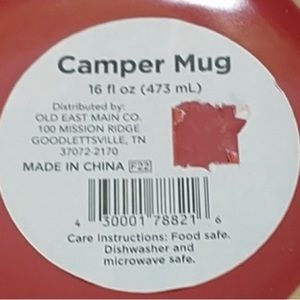 Camper Mug
16 fl oz (473 mL)
Distributed by:
OLD EAST MAIN CO.
100 MISSION RIDGE
GOODLETTSVILLE, TN
37072-2170
MADE IN CHINA F22
4 30001 78821 6
Care Instructions: Food safe.
Dishwasher and
microwave safe.